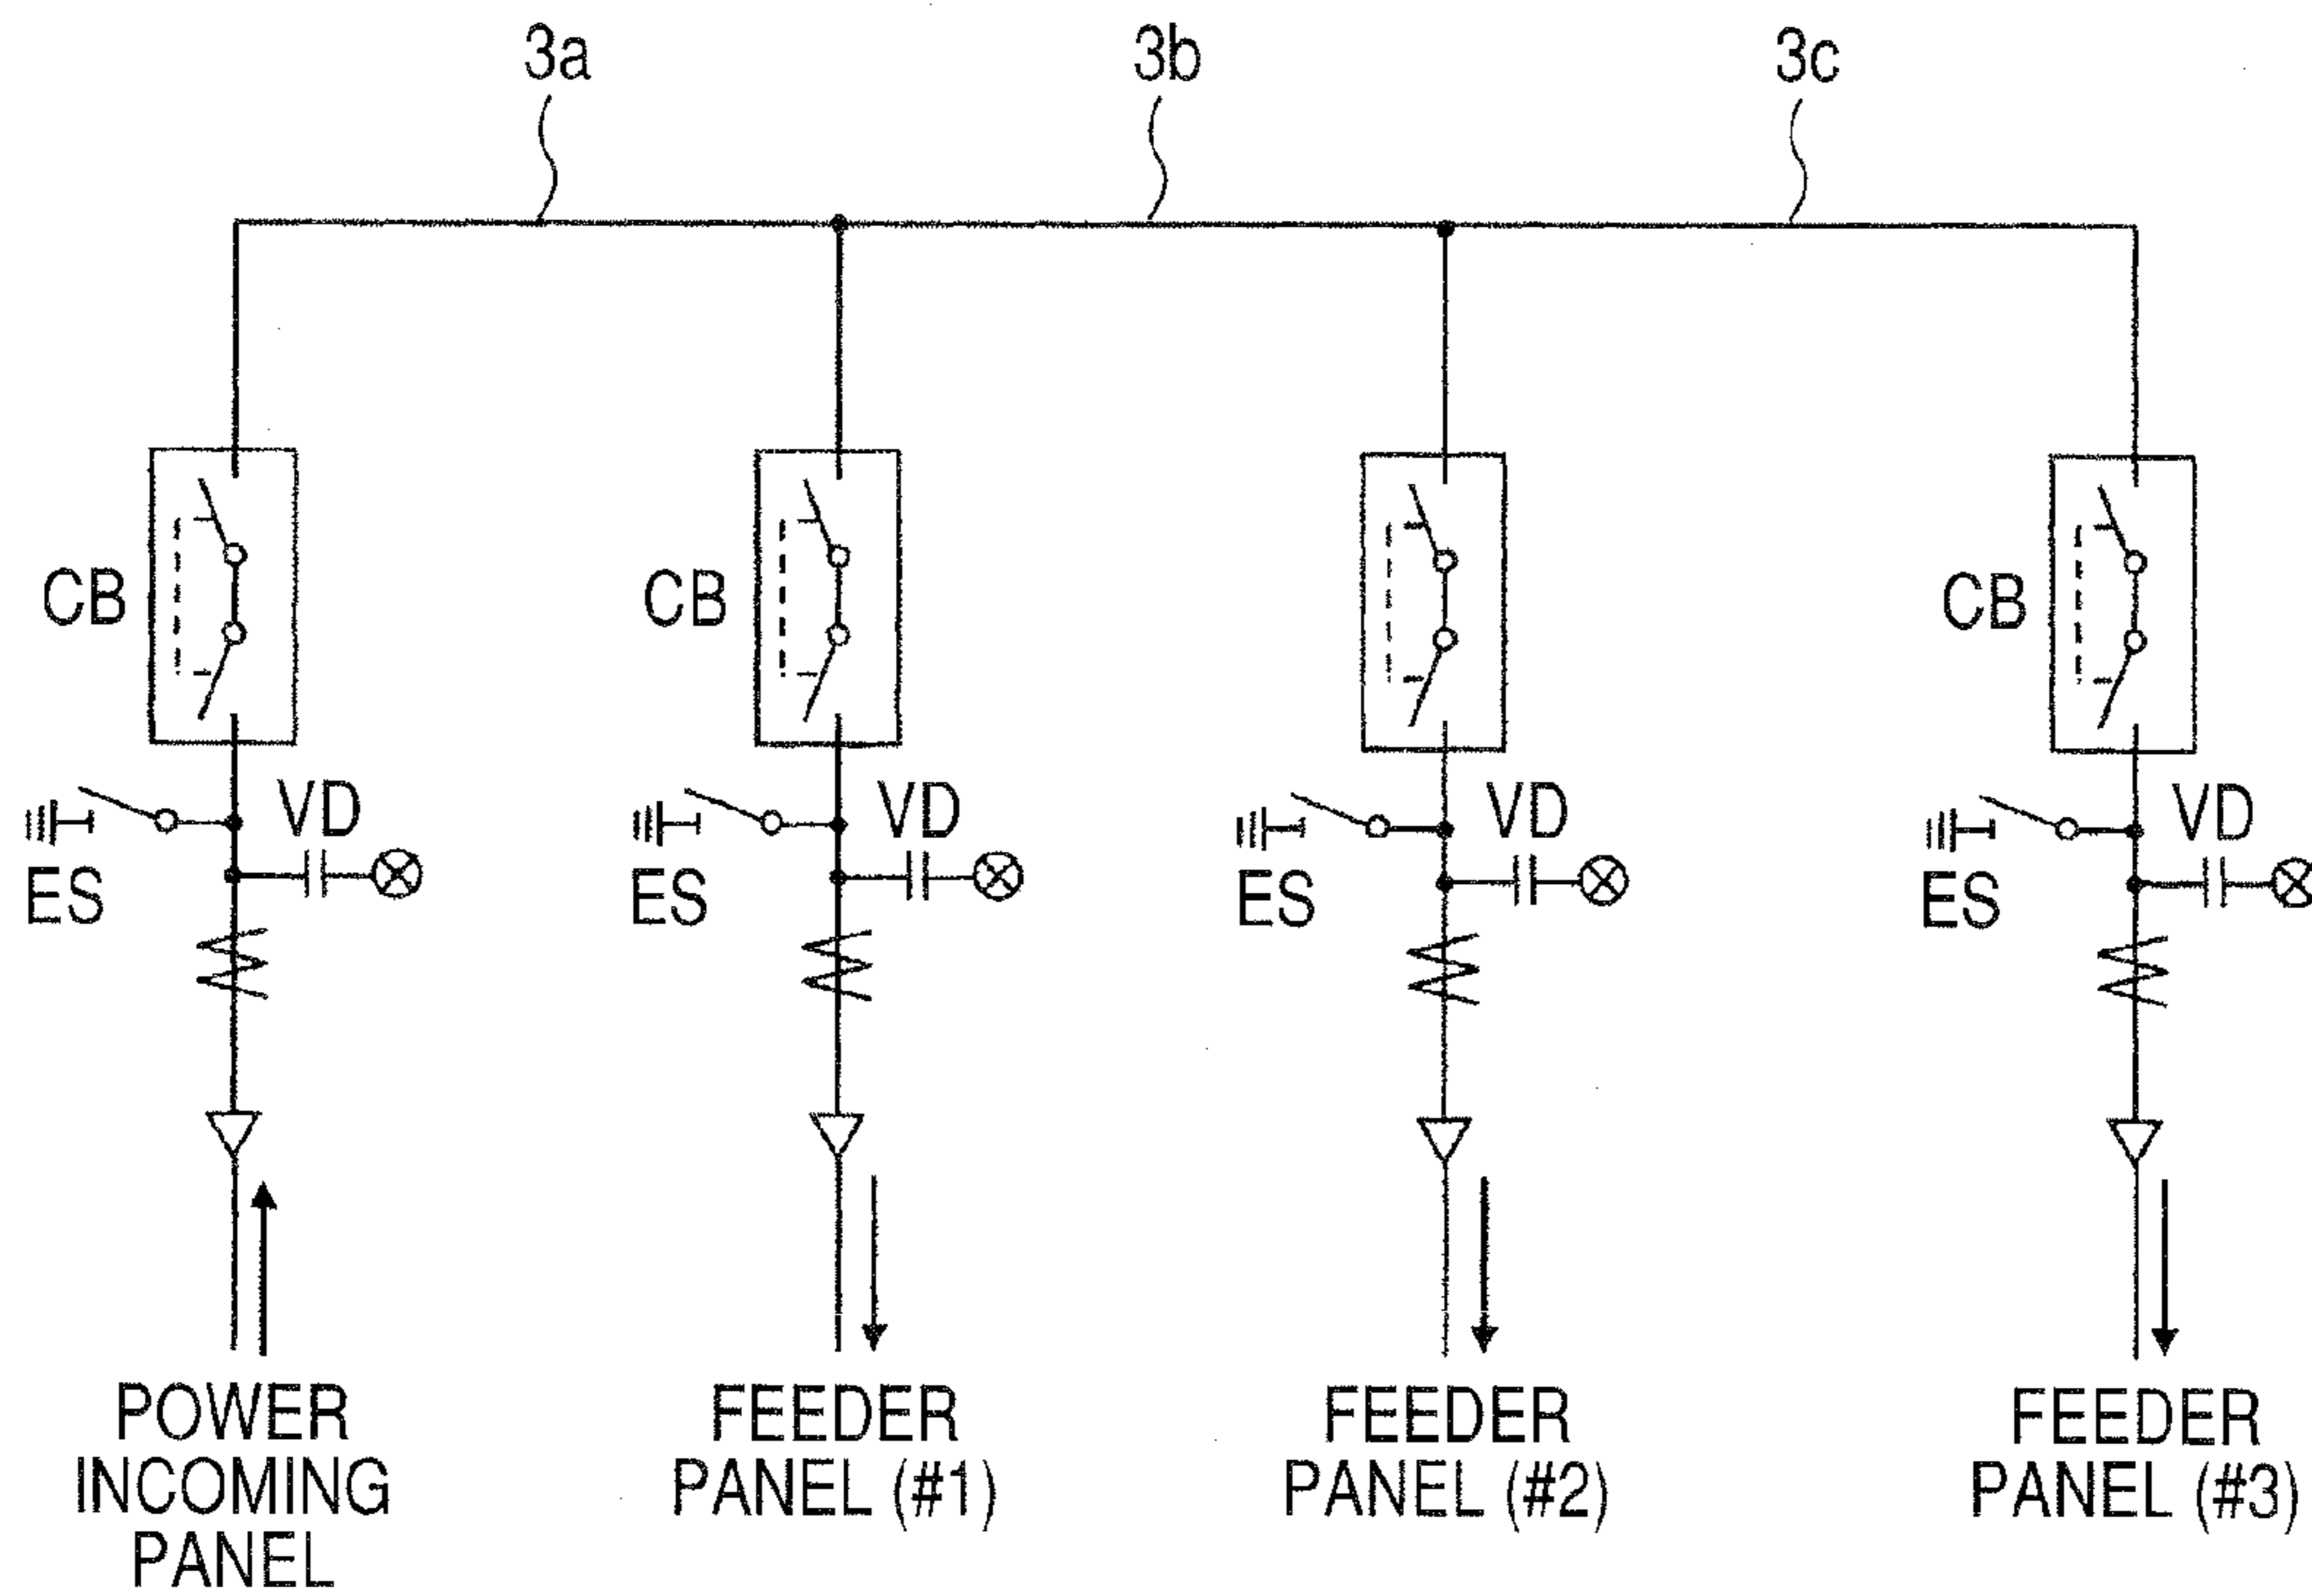 3a
3b
3c
CB
CB
CB
VD
VD
VD
VD
ES
ES
ES
ES
POWER
INCOMING
PANEL
FEEDER
PANEL (#1)
FEEDER
PANEL (#2)
FEEDER
PANEL (#3)